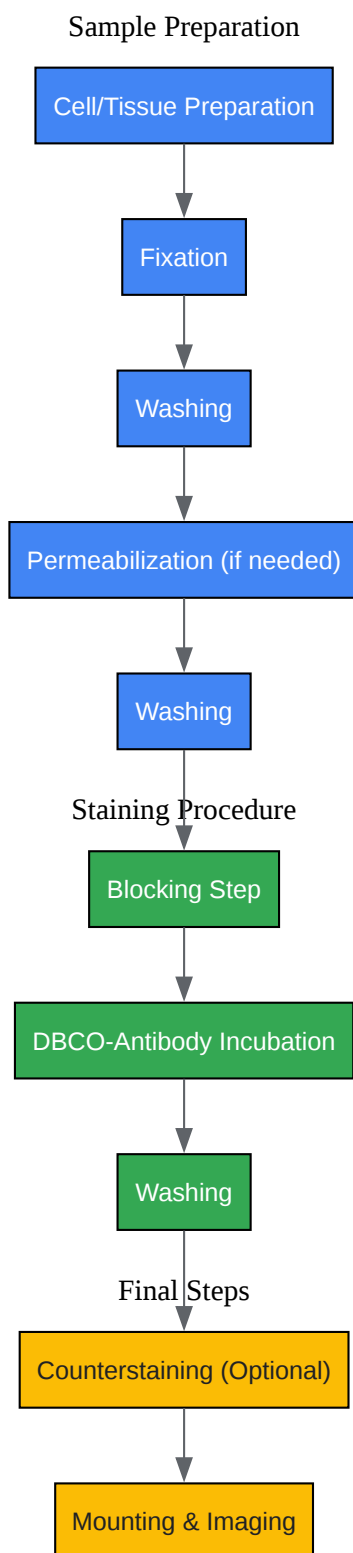 Sample Preparation
Cell/Tissue Preparation
Fixation
Washing
Permeabilization (if needed)
Washing
Staining Procedure
Blocking Step
DBCO-Antibody Incubation
Washing
Final Steps
Counterstaining (Optional)
Mounting & Imaging